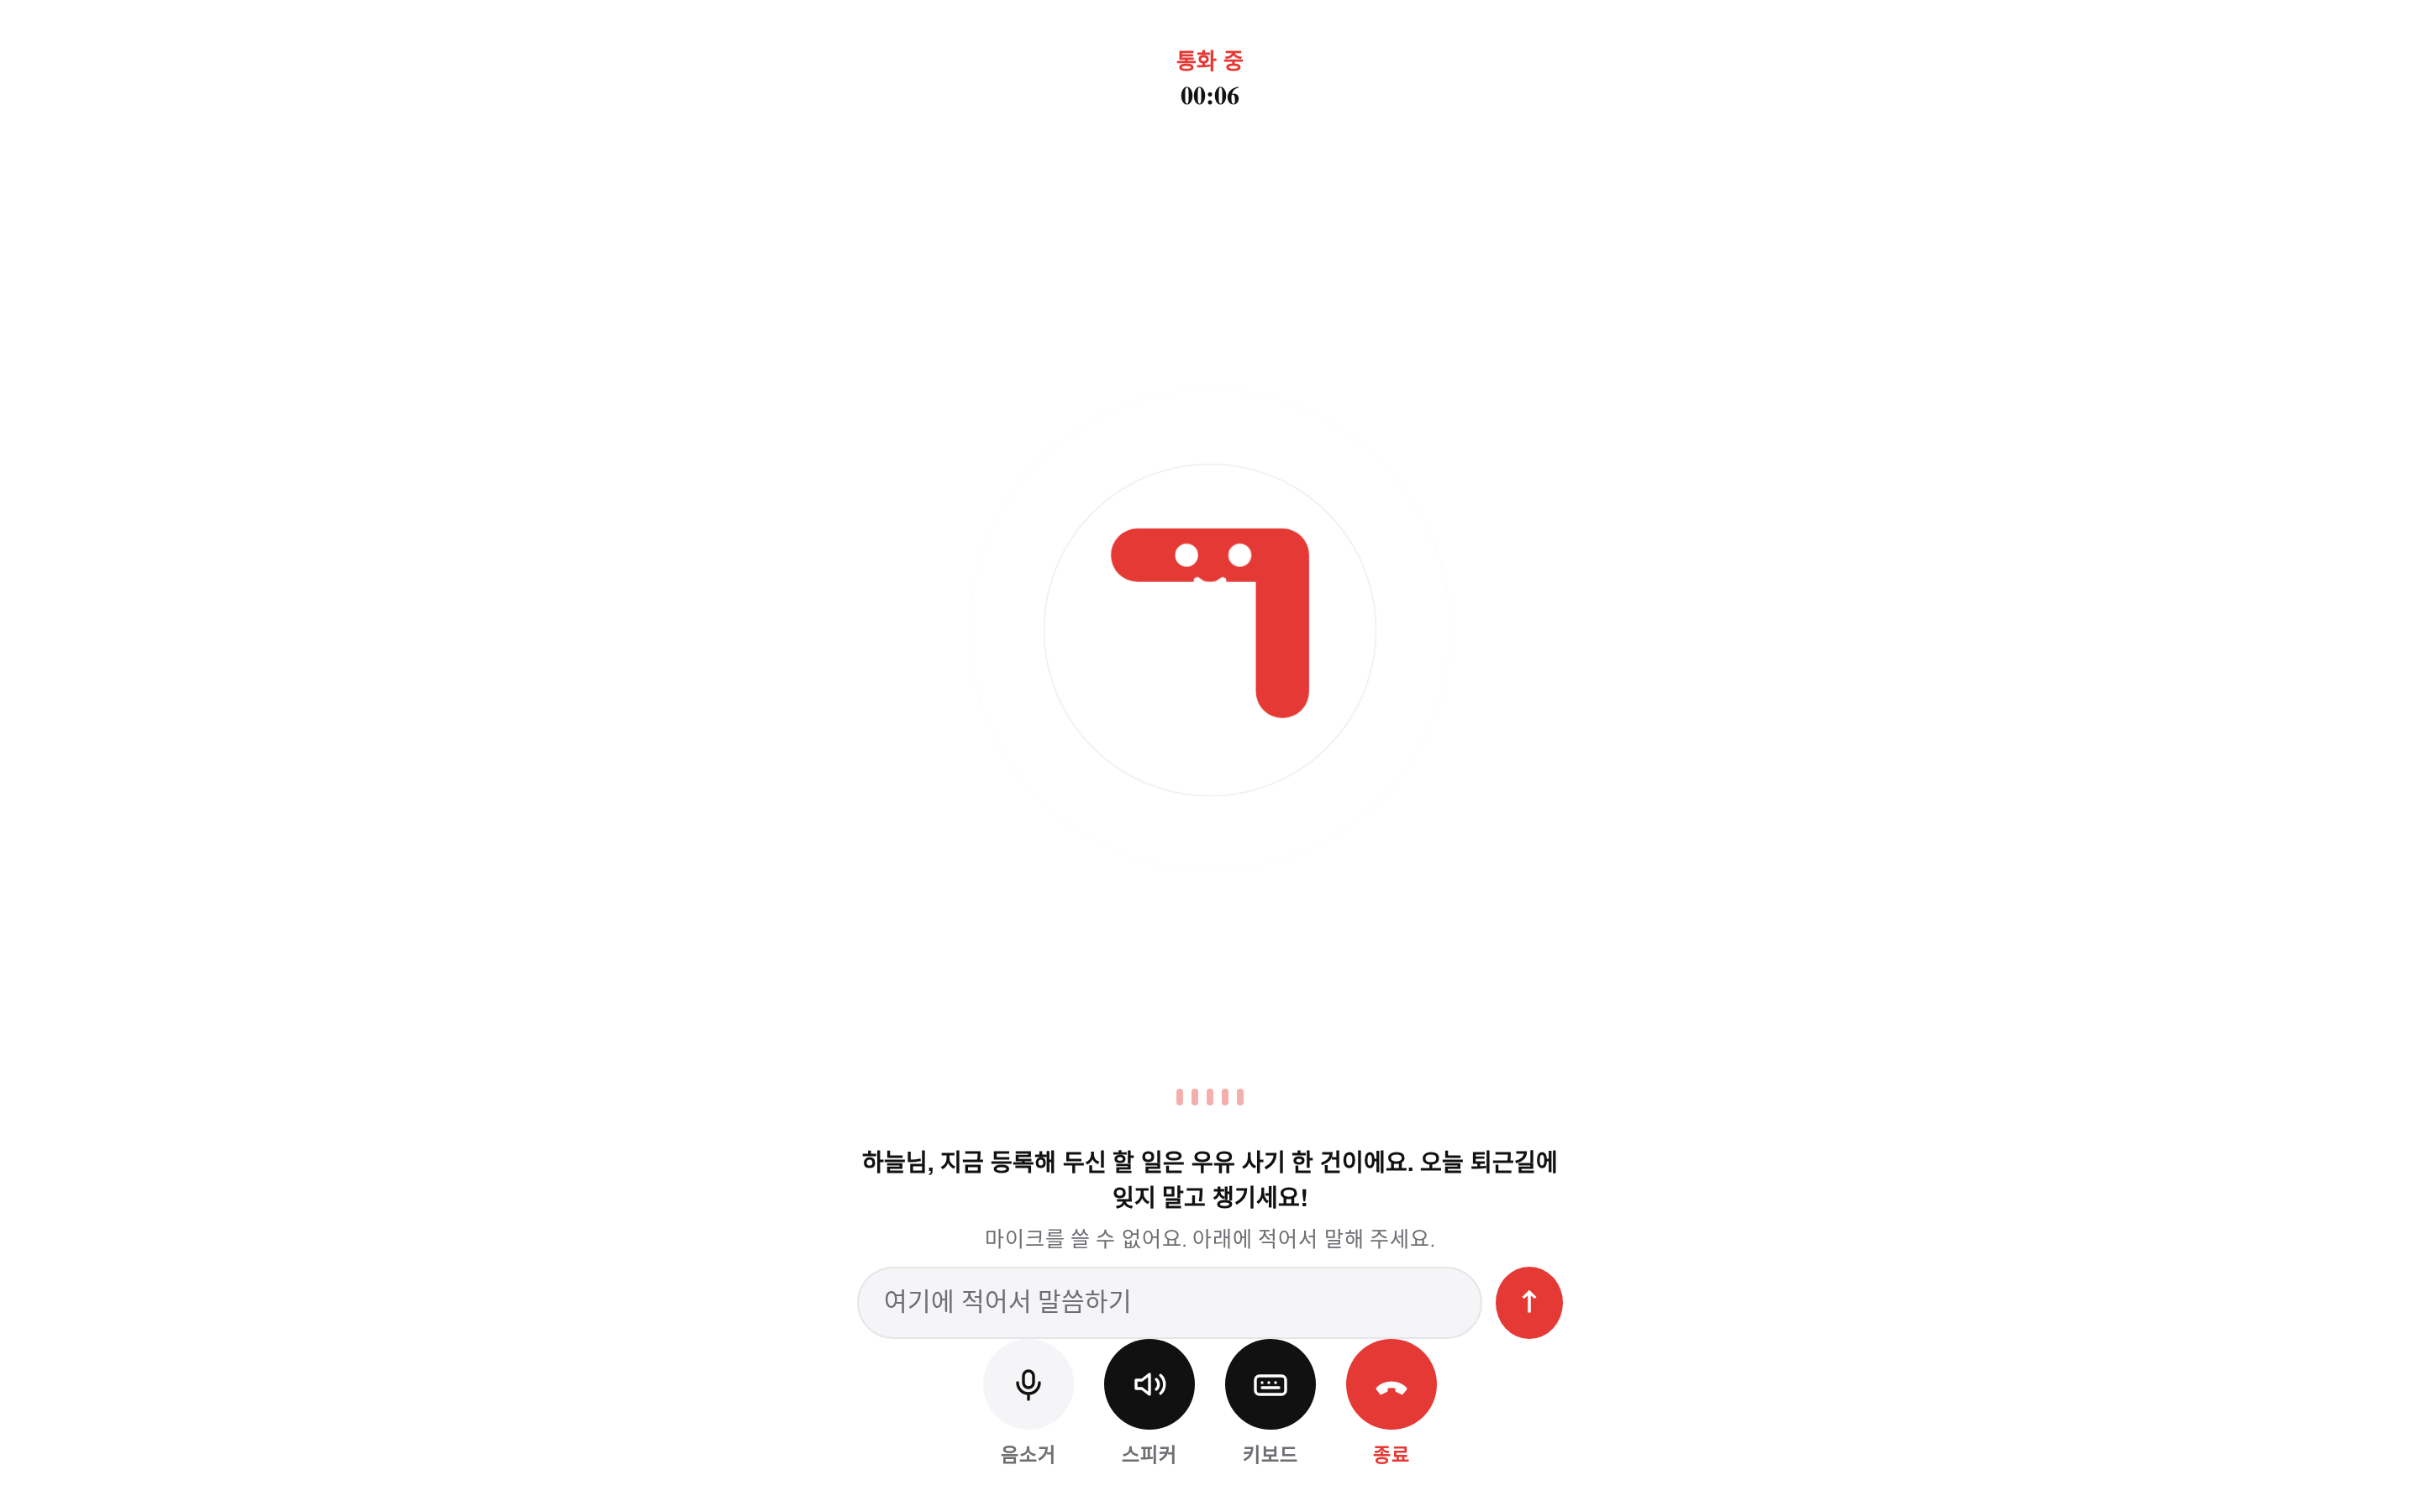 통화 중
00:06
하늘님, 지금 등록해 두신 할 일은 우유 사기 한 건이에요. 오늘 퇴근길에
잊지 말고 챙기세요!
마이크를 쓸 수 없어요. 아래에 적어서 말해 주세요.
여기에 적어서 말씀하기
↑
음소거 스피커 키보드 종료